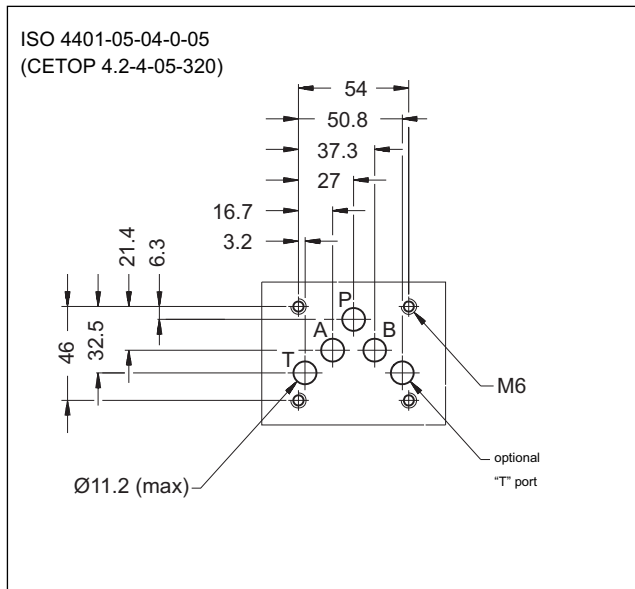 ISO 4401-05-04-0-05
(CETOP 4.2-4-05-320)
54
50.8
37.3
27
16.7
3.2
21.4
6.3
46
32.5
P
A
B
T
M6
Ø11.2 (max)
optional
"T" port